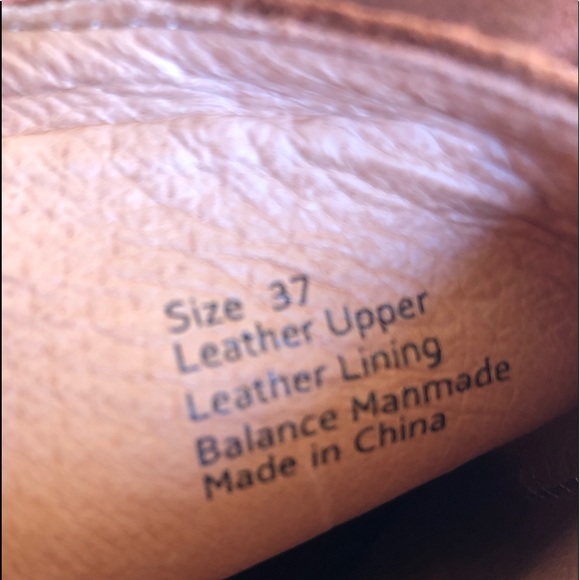 Size 37
Leather Upper
Leather Lining
Balance Manmade
Made in China